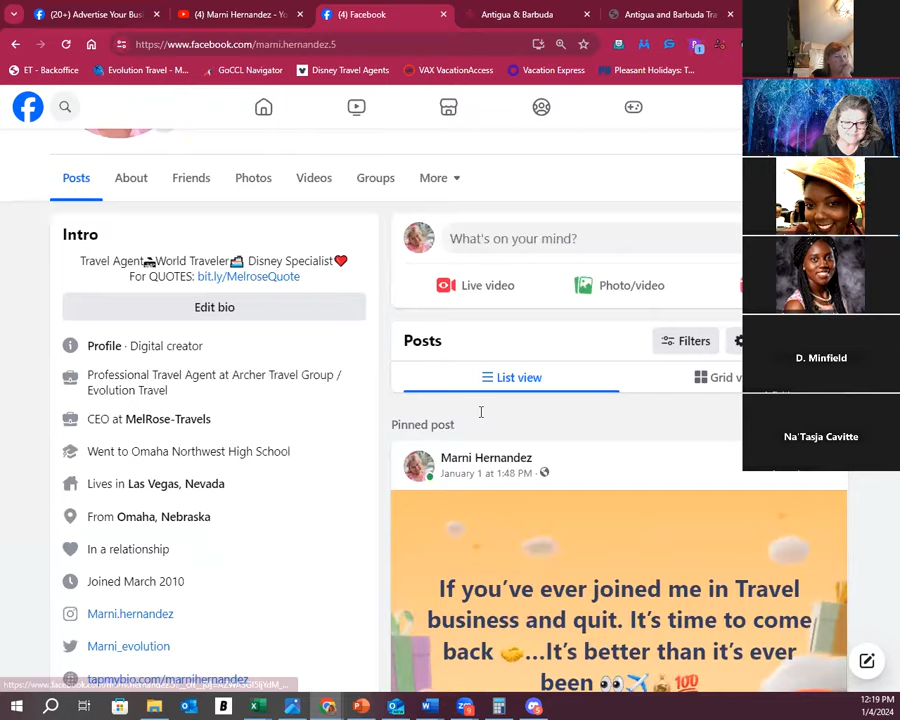 (20+) Advertise Your Busi
(4) Marni Hernandez - Yo
(4) Facebook
Antigua & Barbuda
Antigua and Barbuda Tra
https://www.facebook.com/marni.hernandez.5
ET - Backoffice
Evolution Travel - M...
GoCCL Navigator
Disney Travel Agents
VAX VacationAccess
Vacation Express
Pleasant Holidays: T...
Posts
About
Friends
Photos
Videos
Groups
More
Intro
Travel Agent World Traveler Disney Specialist
For QUOTES: bit.ly/MelroseQuote
Edit bio
Profile · Digital creator
Professional Travel Agent at Archer Travel Group /
Evolution Travel
CEO at MelRose-Travels
Went to Omaha Northwest High School
Lives in Las Vegas, Nevada
From Omaha, Nebraska
In a relationship
Joined March 2010
Marni.hernandez
Marni_evolution
tapmybio.com/marnihernandez
What's on your mind?
Live video
Photo/video
Posts
Filters
List view
Grid v
Pinned post
Marni Hernandez
January 1 at 1:48 PM ·
If you've ever joined me in Travel
business and quit. It's time to come
back 🤝...It's better than it's ever
been 👀✈️💰💯
D. Minfield
Na'Tasja Cavitte
12:19 PM
1/4/2024